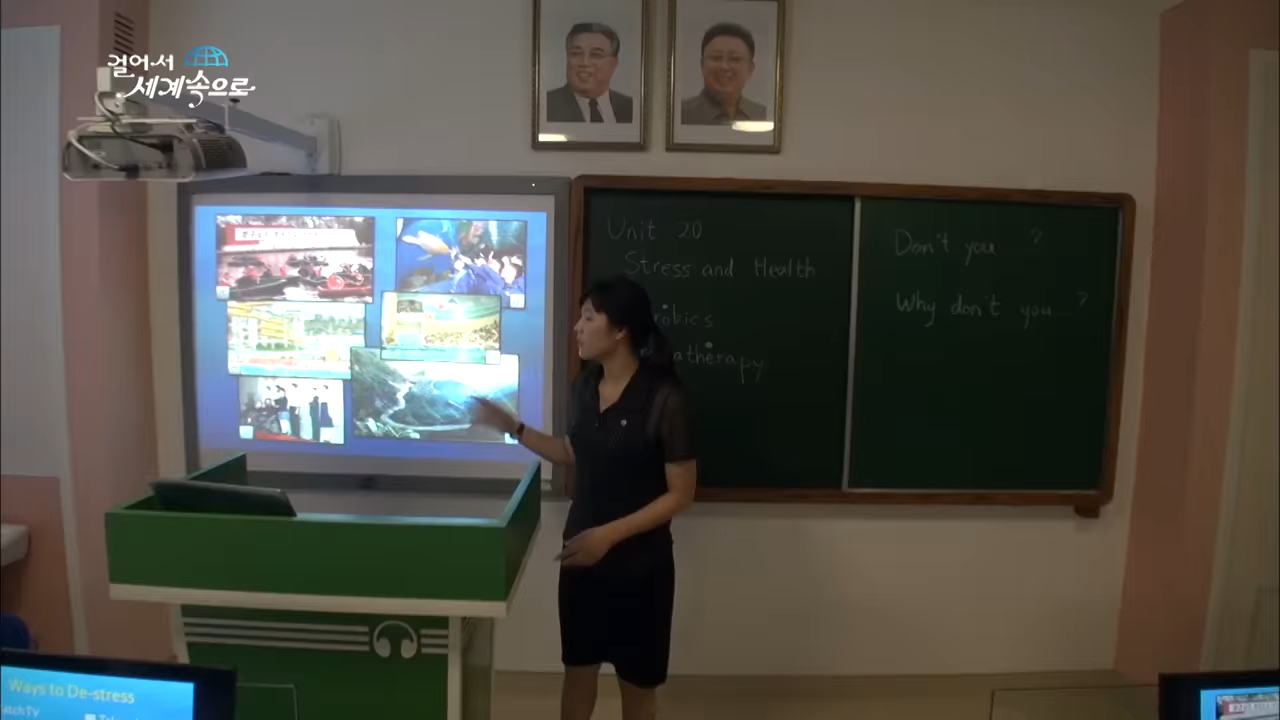 걸어서
세계속으로
Unit 20
Stress and Health
robics
atherapy
Don't you ?
Why don't you...?
Ways to De-stress